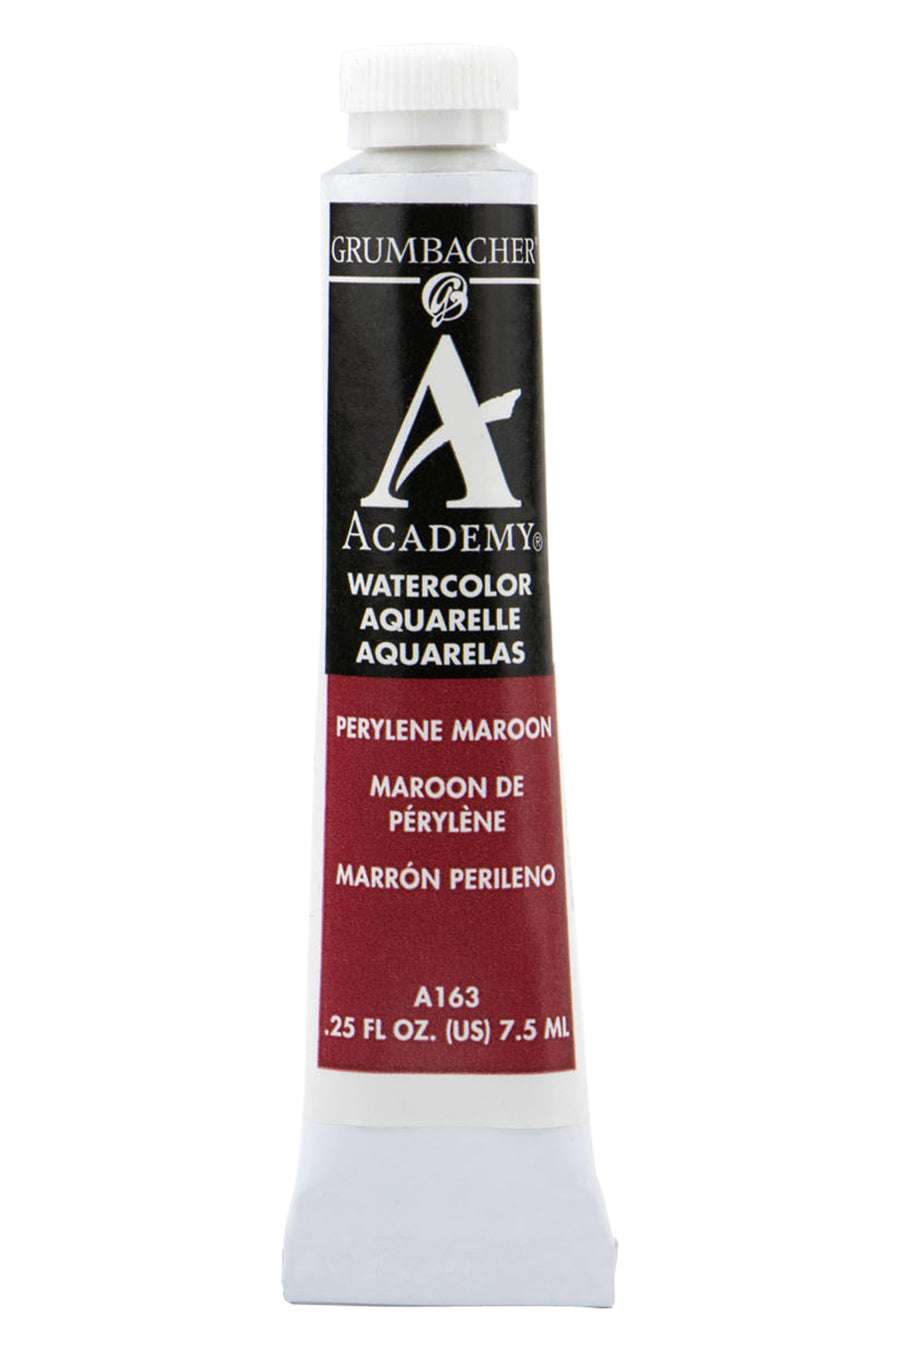 GRUMBACHER®
A
ACADEMY®
WATERCOLOR
AQUARELLE
AQUARELAS
PERYLENE MAROON
MAROON DE
PÉRYLÈNE
MARRÓN PERILENO
A163
.25 FL OZ. (US) 7.5 ML